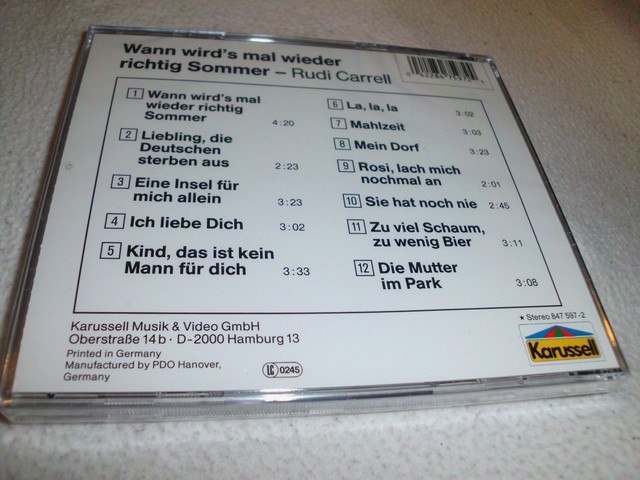 Wann wird's mal wieder
richtig Sommer – Rudi Carrell
1 Wann wird's mal
wieder richtig
Sommer 4:20
2 Liebling, die
Deutschen
sterben aus 2:23
3 Eine Insel für
mich allein 3:23
4 Ich liebe Dich 3:02
5 Kind, das ist kein
Mann für dich 3:33
6 La, la, la 3:02
7 Mahlzeit 3:03
8 Mein Dorf 3:23
9 Rosi, lach mich
nochmal an 2:01
10 Sie hat noch nie 2:45
11 Zu viel Schaum,
zu wenig Bier 3:11
12 Die Mutter
im Park 3:08
Karussell Musik & Video GmbH
Oberstraße 14b · D-2000 Hamburg 13
Printed in Germany
Manufactured by PDO Hanover,
Germany
LC 0245
★ Stereo 847 597-2
Karussell